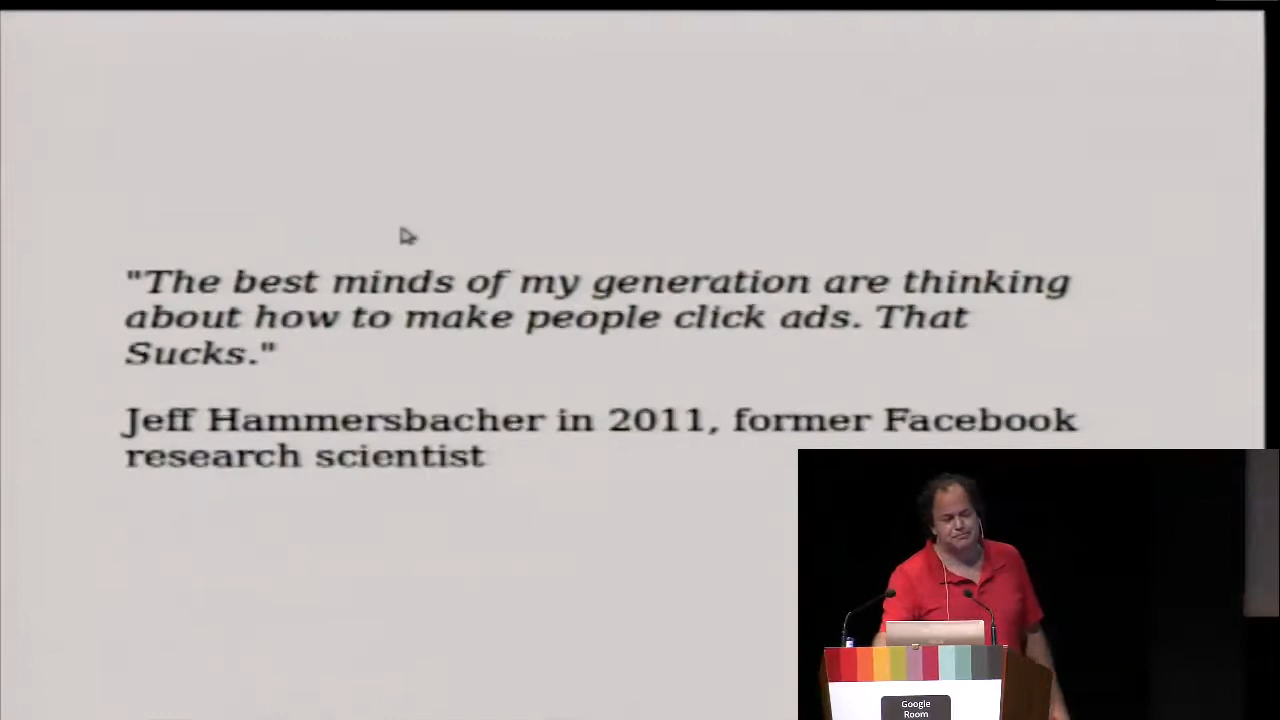 "The best minds of my generation are thinking
about how to make people click ads. That
Sucks."
Jeff Hammersbacher in 2011, former Facebook
research scientist
Google
Room